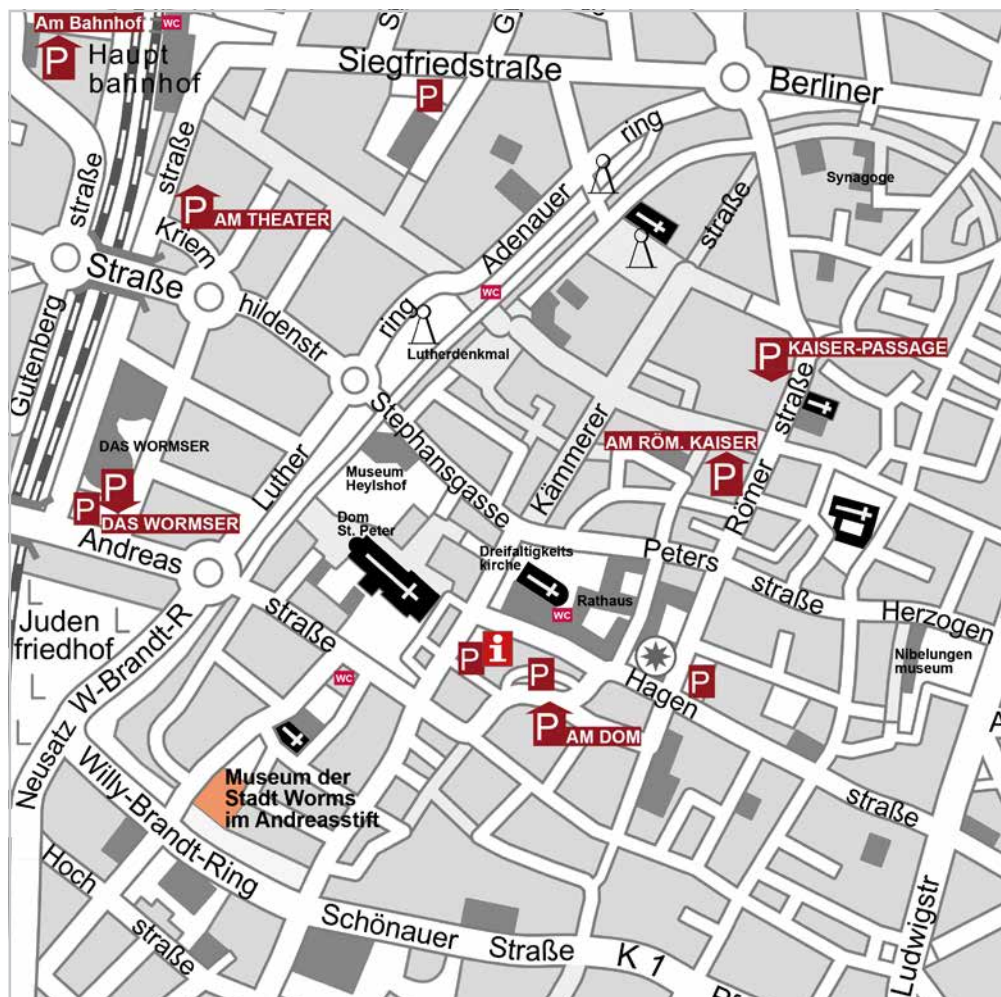 Am Bahnhof
WC
P
Haupt
bahnhof
Siegfriedstraße
P
Berliner
ring
Adenauer
ring
straße
straße
P AM THEATER
Kriem
hildenstr
Straße
Gutenberg
Synagoge
straße
WC
Lutherdenkmal
P KAISER-PASSAGE
straße
Römer
AM RÖM. KAISER
P
Kämmerer
Stephansgasse
Luther
DAS WORMSER
P
P
DAS WORMSER
Andreas
straße
Museum
Heylshof
Dom
St. Peter
Dreifaltigkeits
kirche
Rathaus
WC
Peters
straße
Herzogen
Nibelungen
museum
Juden
friedhof
L
L
L
L
W-Brandt-R
Neusatz
WC
P
i
P
P AM DOM
P
Hagen
straße
Museum der
Stadt Worms
im Andreasstift
Willy-Brandt-Ring
Hoch
straße
Schönauer Straße K 1
Ludwigstr